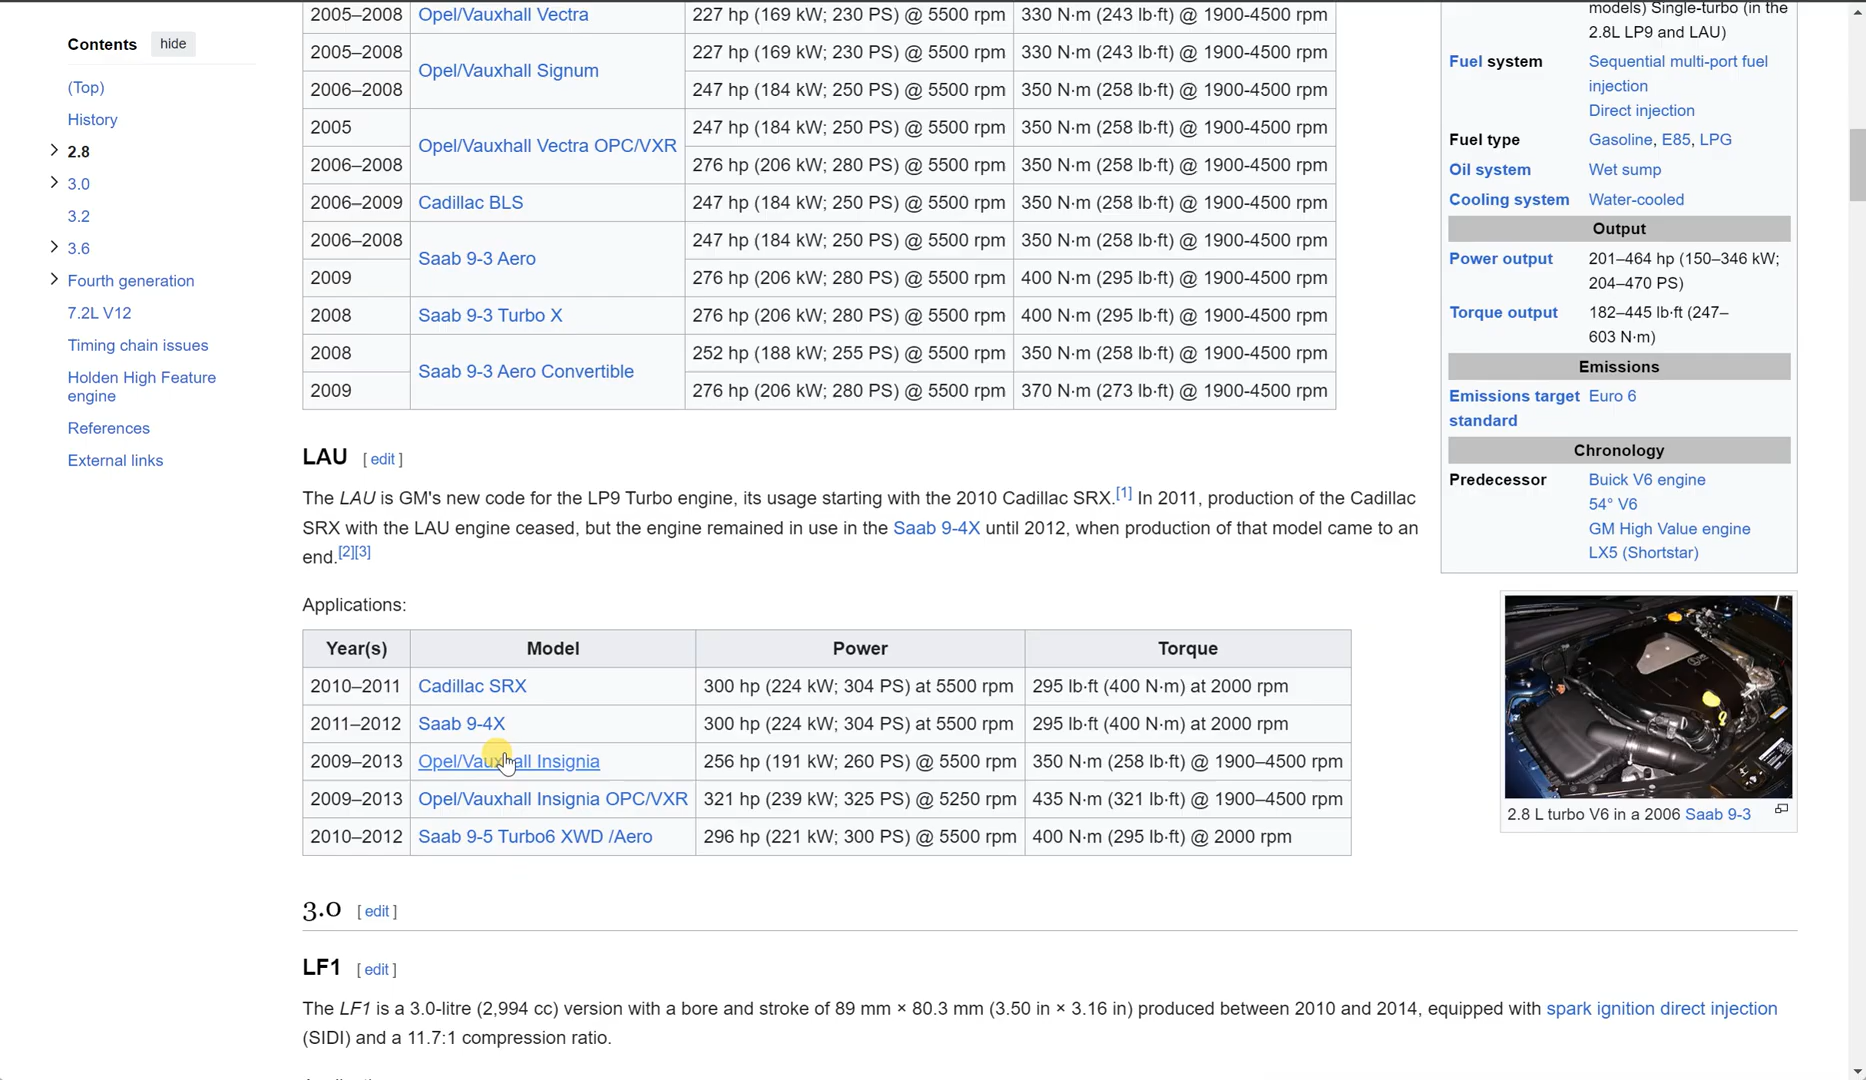 Contents hide
(Top)
History
2.8
3.0
3.2
3.6
Fourth generation
7.2L V12
Timing chain issues
Holden High Feature
engine
References
External links
2005–2008 Opel/Vauxhall Vectra 227 hp (169 kW; 230 PS) @ 5500 rpm 330 N·m (243 lb·ft) @ 1900-4500 rpm
2005–2008 Opel/Vauxhall Signum 227 hp (169 kW; 230 PS) @ 5500 rpm 330 N·m (243 lb·ft) @ 1900-4500 rpm
2006–2008 247 hp (184 kW; 250 PS) @ 5500 rpm 350 N·m (258 lb·ft) @ 1900-4500 rpm
2005 Opel/Vauxhall Vectra OPC/VXR 247 hp (184 kW; 250 PS) @ 5500 rpm 350 N·m (258 lb·ft) @ 1900-4500 rpm
2006–2008 276 hp (206 kW; 280 PS) @ 5500 rpm 350 N·m (258 lb·ft) @ 1900-4500 rpm
2006–2009 Cadillac BLS 247 hp (184 kW; 250 PS) @ 5500 rpm 350 N·m (258 lb·ft) @ 1900-4500 rpm
2006–2008 Saab 9-3 Aero 247 hp (184 kW; 250 PS) @ 5500 rpm 350 N·m (258 lb·ft) @ 1900-4500 rpm
2009 276 hp (206 kW; 280 PS) @ 5500 rpm 400 N·m (295 lb·ft) @ 1900-4500 rpm
2008 Saab 9-3 Turbo X 276 hp (206 kW; 280 PS) @ 5500 rpm 400 N·m (295 lb·ft) @ 1900-4500 rpm
2008 Saab 9-3 Aero Convertible 252 hp (188 kW; 255 PS) @ 5500 rpm 350 N·m (258 lb·ft) @ 1900-4500 rpm
2009 276 hp (206 kW; 280 PS) @ 5500 rpm 370 N·m (273 lb·ft) @ 1900-4500 rpm
LAU [ edit ]
The LAU is GM's new code for the LP9 Turbo engine, its usage starting with the 2010 Cadillac SRX.[1] In 2011, production of the Cadillac
SRX with the LAU engine ceased, but the engine remained in use in the Saab 9-4X until 2012, when production of that model came to an
end.[2][3]
Applications:
Year(s) Model Power Torque
2010–2011 Cadillac SRX 300 hp (224 kW; 304 PS) at 5500 rpm 295 lb·ft (400 N·m) at 2000 rpm
2011–2012 Saab 9-4X 300 hp (224 kW; 304 PS) at 5500 rpm 295 lb·ft (400 N·m) at 2000 rpm
2009–2013 Opel/Vauxhall Insignia 256 hp (191 kW; 260 PS) @ 5500 rpm 350 N·m (258 lb·ft) @ 1900–4500 rpm
2009–2013 Opel/Vauxhall Insignia OPC/VXR 321 hp (239 kW; 325 PS) @ 5250 rpm 435 N·m (321 lb·ft) @ 1900–4500 rpm
2010–2012 Saab 9-5 Turbo6 XWD /Aero 296 hp (221 kW; 300 PS) @ 5500 rpm 400 N·m (295 lb·ft) @ 2000 rpm
3.0 [ edit ]
LF1 [ edit ]
The LF1 is a 3.0-litre (2,994 cc) version with a bore and stroke of 89 mm × 80.3 mm (3.50 in × 3.16 in) produced between 2010 and 2014, equipped with spark ignition direct injection
(SIDI) and a 11.7:1 compression ratio.
models) Single-turbo (in the
2.8L LP9 and LAU)
Fuel system Sequential multi-port fuel
injection
Direct injection
Fuel type Gasoline, E85, LPG
Oil system Wet sump
Cooling system Water-cooled
Output
Power output 201–464 hp (150–346 kW;
204–470 PS)
Torque output 182–445 lb·ft (247–
603 N·m)
Emissions
Emissions target Euro 6
standard
Chronology
Predecessor Buick V6 engine
54° V6
GM High Value engine
LX5 (Shortstar)
2.8 L turbo V6 in a 2006 Saab 9-3